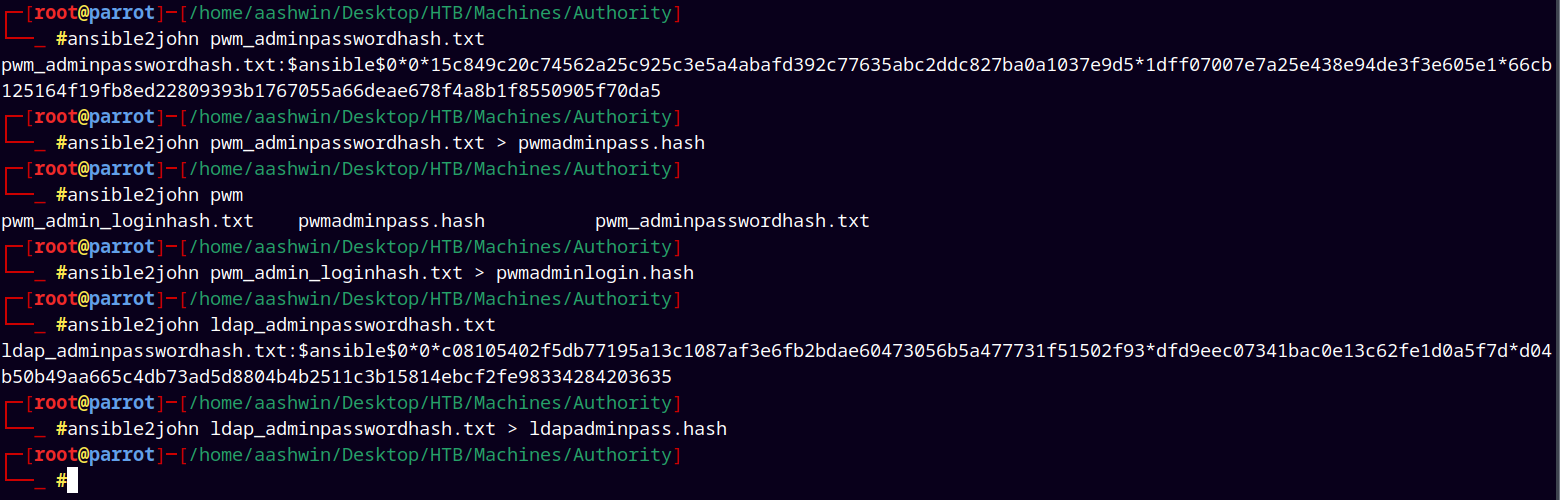 ┌─[root@parrot]─[/home/aashwin/Desktop/HTB/Machines/Authority]
└──╼ #ansible2john pwm_adminpasswordhash.txt
pwm_adminpasswordhash.txt:$ansible$0*0*15c849c20c74562a25c925c3e5a4abafd392c77635abc2ddc827ba0a1037e9d5*1dff07007e7a25e438e94de3f3e605e1*66cb
125164f19fb8ed22809393b1767055a66deae678f4a8b1f8550905f70da5
┌─[root@parrot]─[/home/aashwin/Desktop/HTB/Machines/Authority]
└──╼ #ansible2john pwm_adminpasswordhash.txt > pwmadminpass.hash
┌─[root@parrot]─[/home/aashwin/Desktop/HTB/Machines/Authority]
└──╼ #ansible2john pwm
pwm_admin_loginhash.txt    pwmadminpass.hash          pwm_adminpasswordhash.txt
┌─[root@parrot]─[/home/aashwin/Desktop/HTB/Machines/Authority]
└──╼ #ansible2john pwm_admin_loginhash.txt > pwmadminlogin.hash
┌─[root@parrot]─[/home/aashwin/Desktop/HTB/Machines/Authority]
└──╼ #ansible2john ldap_adminpasswordhash.txt
ldap_adminpasswordhash.txt:$ansible$0*0*c08105402f5db77195a13c1087af3e6fb2bdae60473056b5a477731f51502f93*dfd9eec07341bac0e13c62fe1d0a5f7d*d04
b50b49aa665c4db73ad5d8804b4b2511c3b15814ebcf2fe98334284203635
┌─[root@parrot]─[/home/aashwin/Desktop/HTB/Machines/Authority]
└──╼ #ansible2john ldap_adminpasswordhash.txt > ldapadminpass.hash
┌─[root@parrot]─[/home/aashwin/Desktop/HTB/Machines/Authority]
└──╼ #